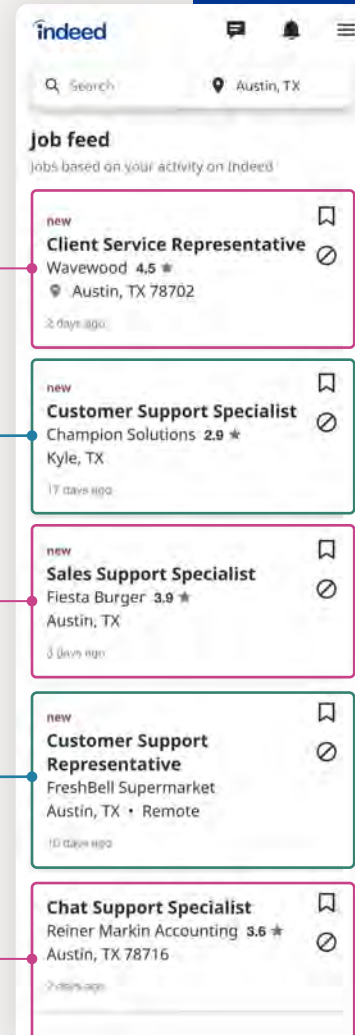 indeed
Search
Austin, TX
Job feed
Jobs based on your activity on Indeed
new
Client Service Representative
Wavewood 4.5 ★
Austin, TX 78702
2 days ago
new
Customer Support Specialist
Champion Solutions 2.9 ★
Kyle, TX
17 days ago
new
Sales Support Specialist
Fiesta Burger 3.9 ★
Austin, TX
3 days ago
new
Customer Support
Representative
FreshBell Supermarket
Austin, TX • Remote
10 days ago
Chat Support Specialist
Reiner Markin Accounting 3.6 ★
Austin, TX 78716
2 days ago